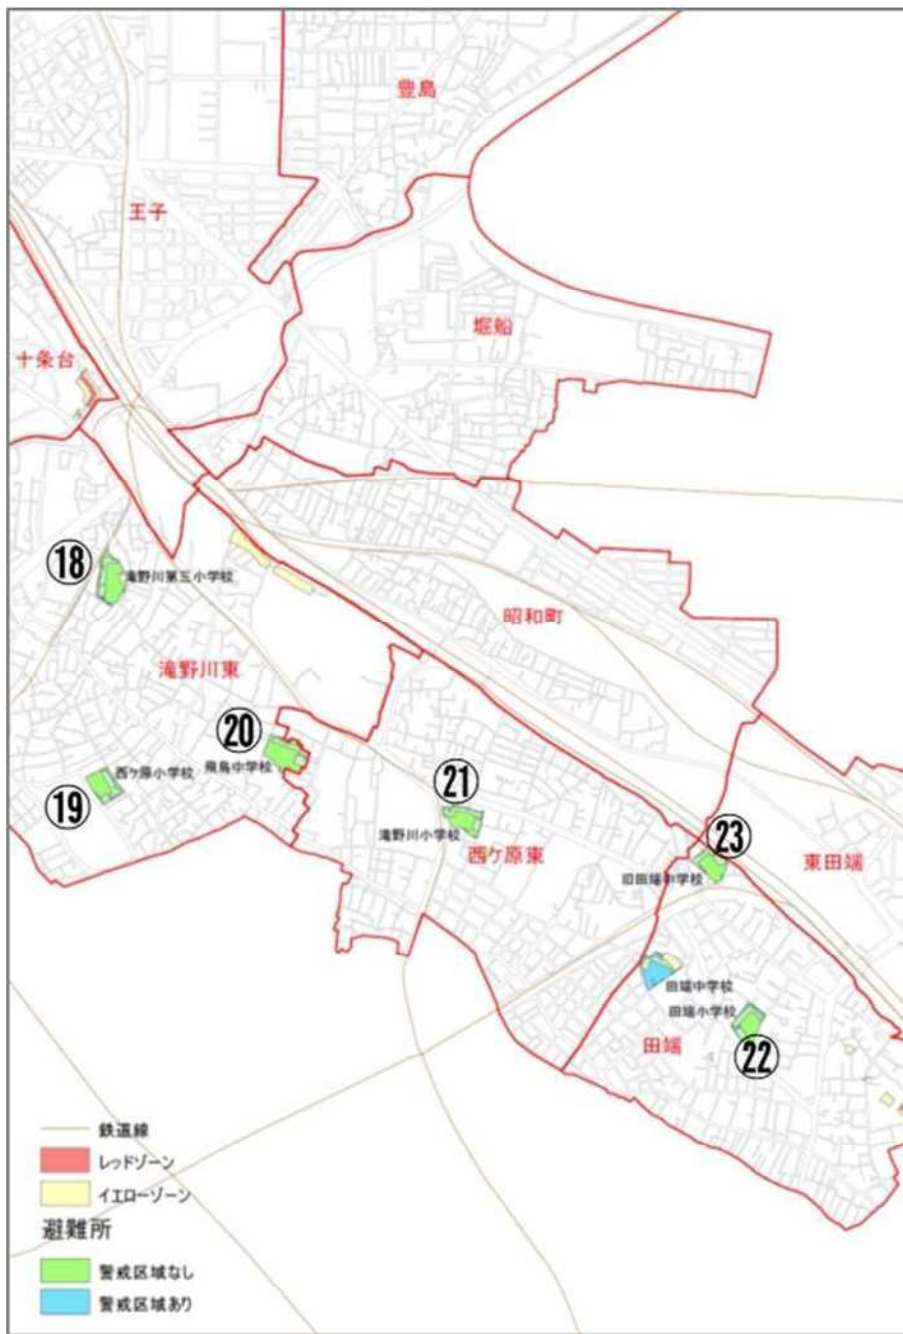 豊島
王子
堀船
十条台
⑱
滝野川第三小学校
昭和町
滝野川東
⑳
飛鳥中学校
西ケ原小学校
⑲
㉑
滝野川小学校
西ケ原東
㉓
旧田端中学校
東田端
田端中学校
田端小学校
田端
㉒
鉄道線
レッドゾーン
イエローゾーン
避難所
警戒区域なし
警戒区域あり